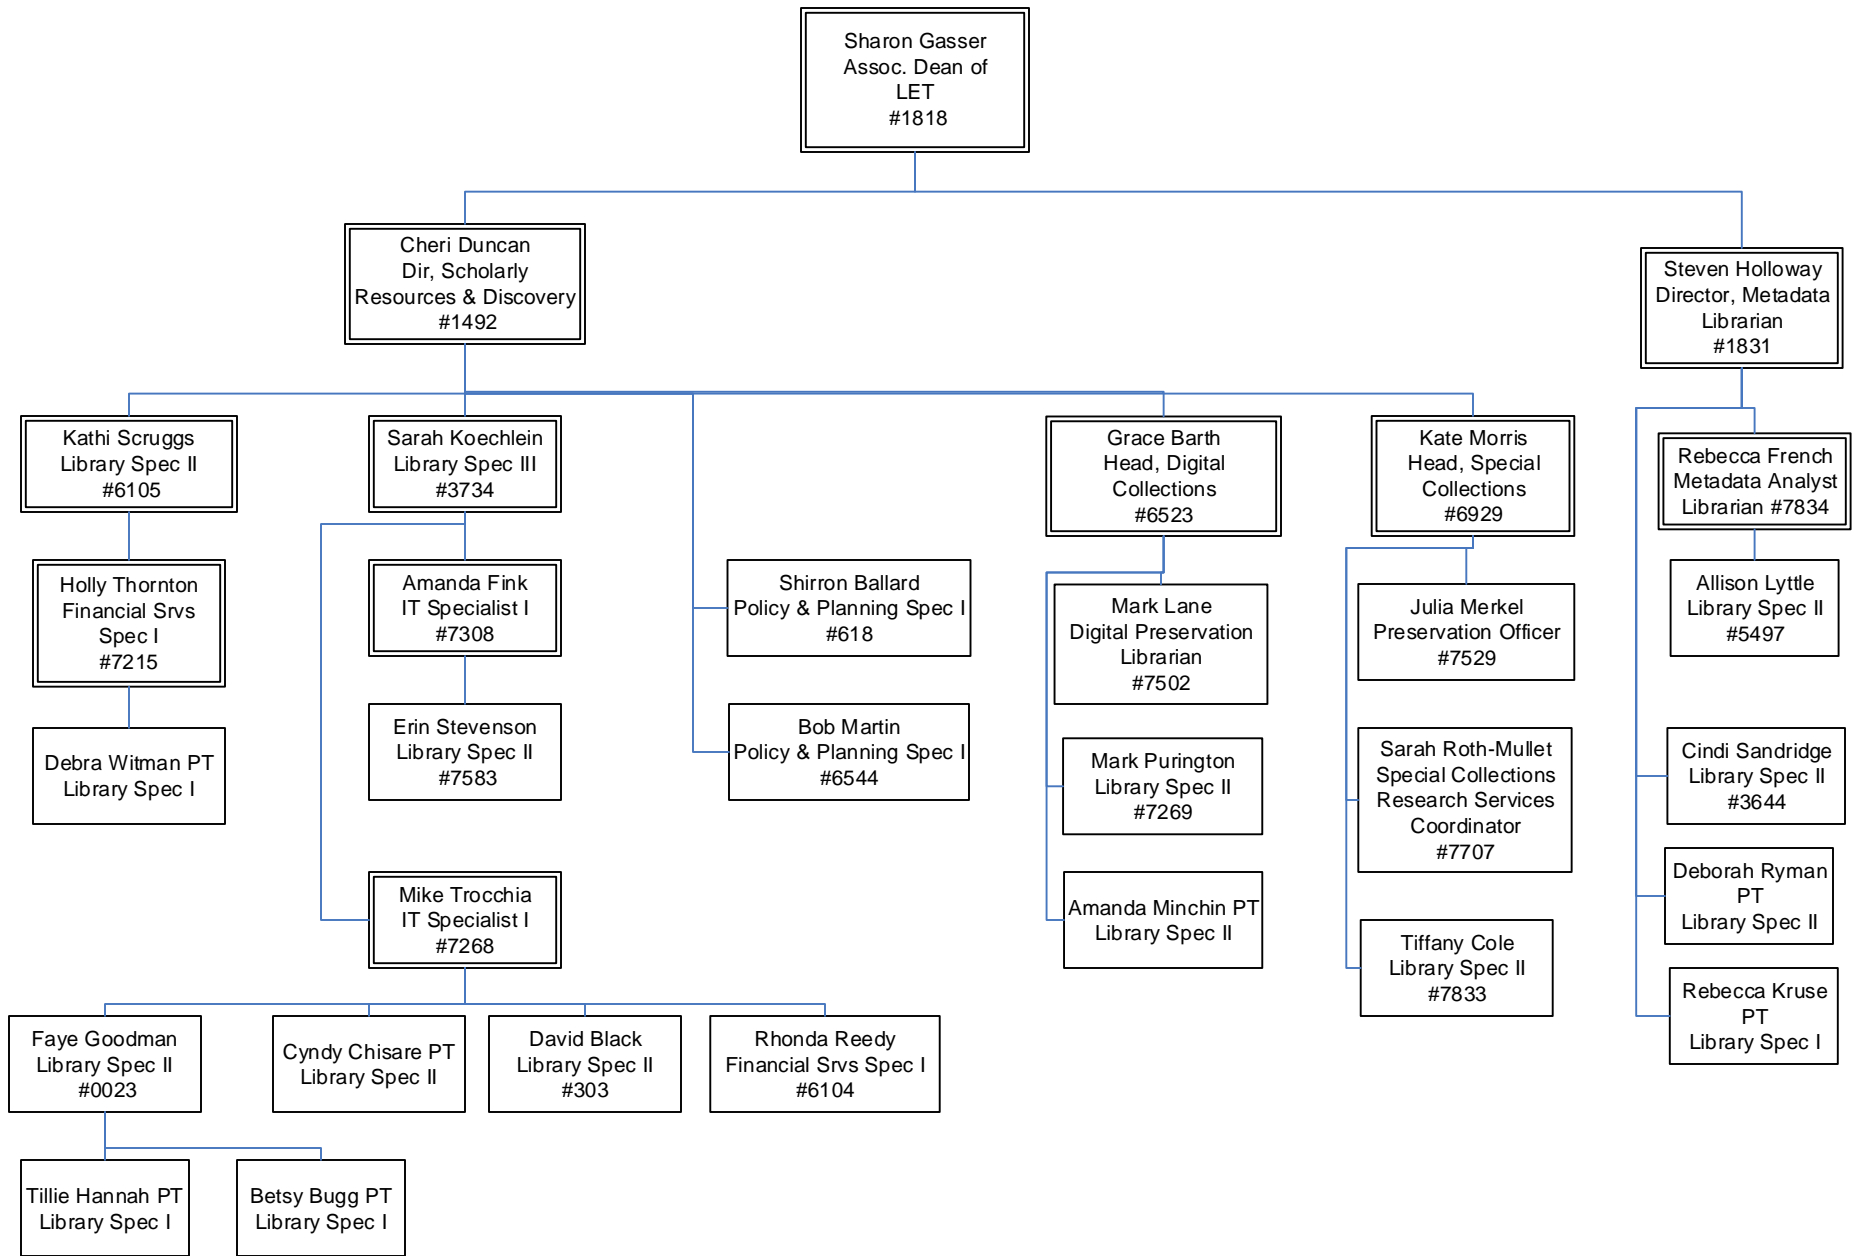 Sharon Gasser
Assoc. Dean of
LET
#1818
Cheri Duncan
Dir, Scholarly
Resources & Discovery
#1492
Steven Holloway
Director, Metadata
Librarian
#1831
Kathi Scruggs
Library Spec II
#6105
Sarah Koechlein
Library Spec III
#3734
Grace Barth
Head, Digital
Collections
#6523
Kate Morris
Head, Special
Collections
#6929
Rebecca French
Metadata Analyst
Librarian #7834
Holly Thornton
Financial Srvs
Spec I
#7215
Amanda Fink
IT Specialist I
#7308
Shirron Ballard
Policy & Planning Spec I
#618
Mark Lane
Digital Preservation
Librarian
#7502
Julia Merkel
Preservation Officer
#7529
Allison Lyttle
Library Spec II
#5497
Debra Witman PT
Library Spec I
Erin Stevenson
Library Spec II
#7583
Bob Martin
Policy & Planning Spec I
#6544
Mark Purington
Library Spec II
#7269
Sarah Roth-Mullet
Special Collections
Research Services
Coordinator
#7707
Cindi Sandridge
Library Spec II
#3644
Mike Trocchia
IT Specialist I
#7268
Amanda Minchin PT
Library Spec II
Tiffany Cole
Library Spec II
#7833
Deborah Ryman
PT
Library Spec II
Rebecca Kruse
PT
Library Spec I
Faye Goodman
Library Spec II
#0023
Cyndy Chisare PT
Library Spec II
David Black
Library Spec II
#303
Rhonda Reedy
Financial Srvs Spec I
#6104
Tillie Hannah PT
Library Spec I
Betsy Bugg PT
Library Spec I